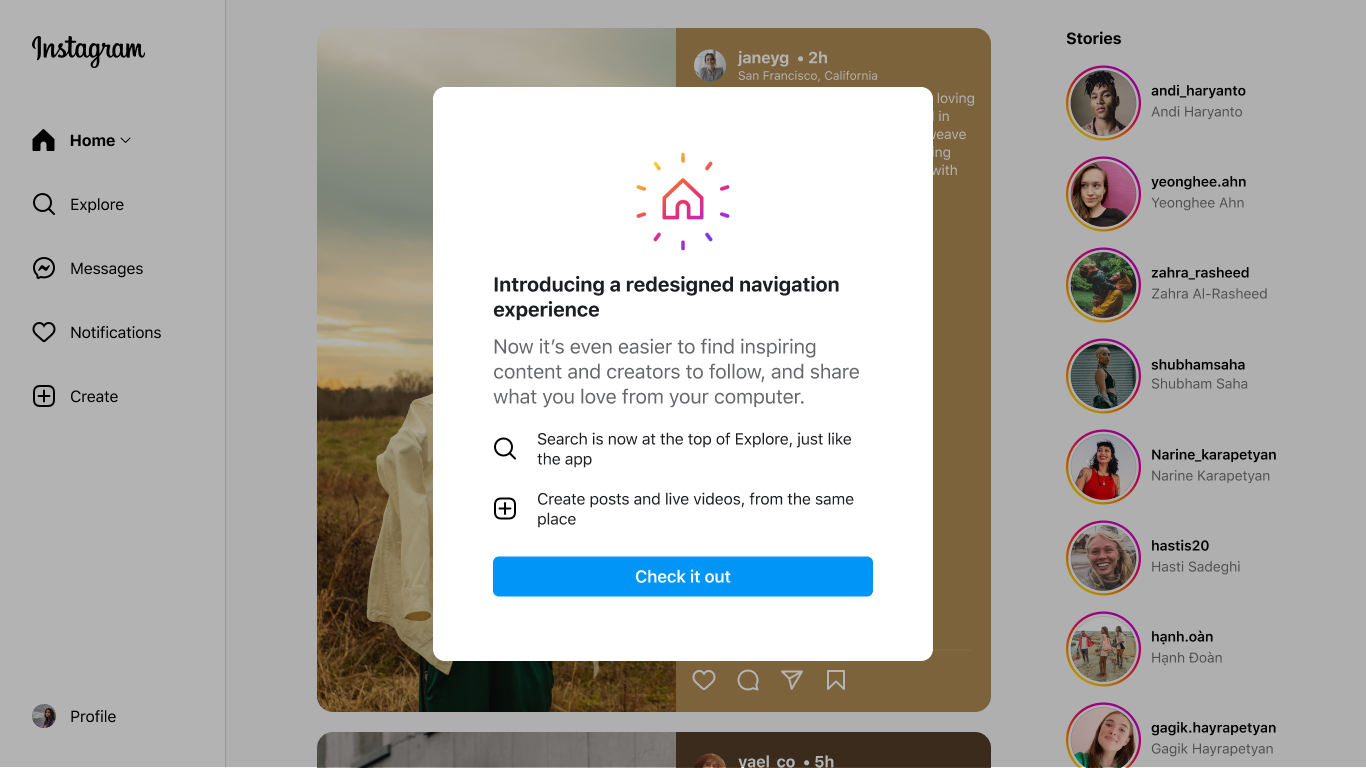 Instagram
Home
Explore
Messages
Notifications
Create
Profile
janeyg • 2h
San Francisco, California
loving
in
with
Introducing a redesigned navigation
experience
Now it’s even easier to find inspiring
content and creators to follow, and share
what you love from your computer.
Search is now at the top of Explore, just like
the app
Create posts and live videos, from the same
place
Check it out
yael_co • 5h
Stories
andi_haryanto
Andi Haryanto
yeonghee.ahn
Yeonghee Ahn
zahra_rasheed
Zahra Al-Rasheed
shubhamsaha
Shubham Saha
Narine_karapetyan
Narine Karapetyan
hastis20
Hasti Sadeghi
hạnh.oàn
Hạnh Đoàn
gagik.hayrapetyan
Gagik Hayrapetyan